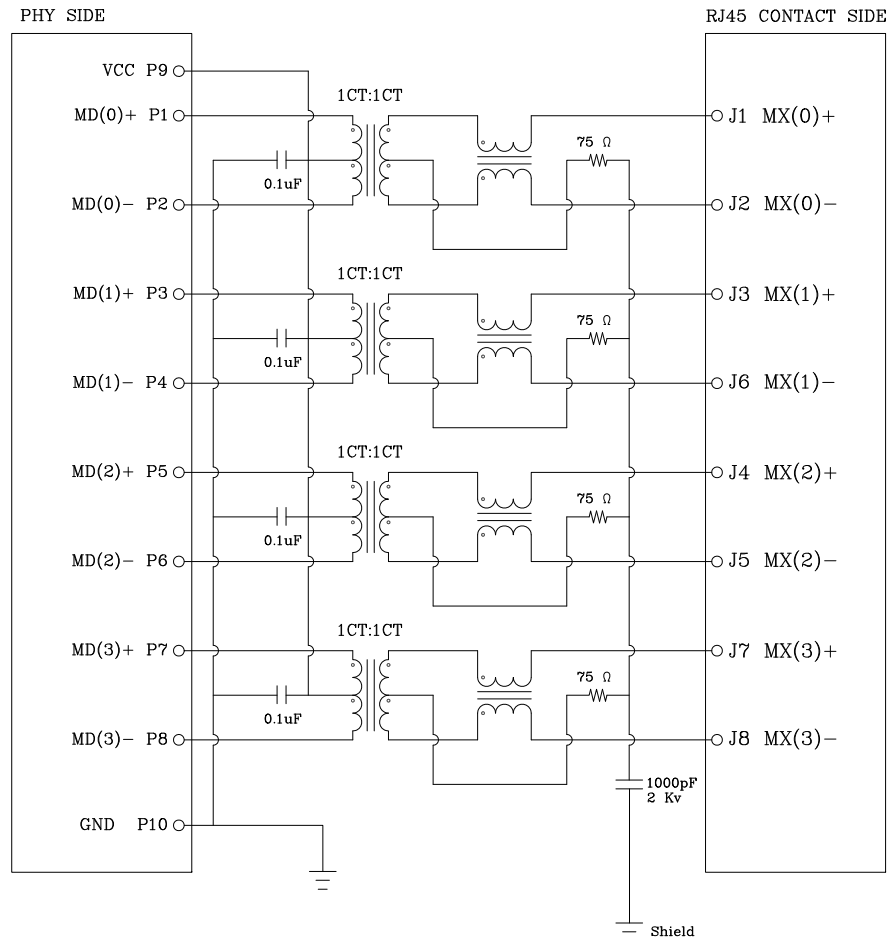 PHY SIDE
RJ45 CONTACT SIDE
VCC P9
1CT:1CT
MD(0)+ P1
J1 MX(0)+
75 Ω
0.1uF
MD(0)- P2
J2 MX(0)-
1CT:1CT
MD(1)+ P3
J3 MX(1)+
75 Ω
0.1uF
MD(1)- P4
J6 MX(1)-
1CT:1CT
MD(2)+ P5
J4 MX(2)+
75 Ω
0.1uF
MD(2)- P6
J5 MX(2)-
1CT:1CT
MD(3)+ P7
J7 MX(3)+
75 Ω
0.1uF
MD(3)- P8
J8 MX(3)-
1000pF
2 Kv
GND P10
Shield